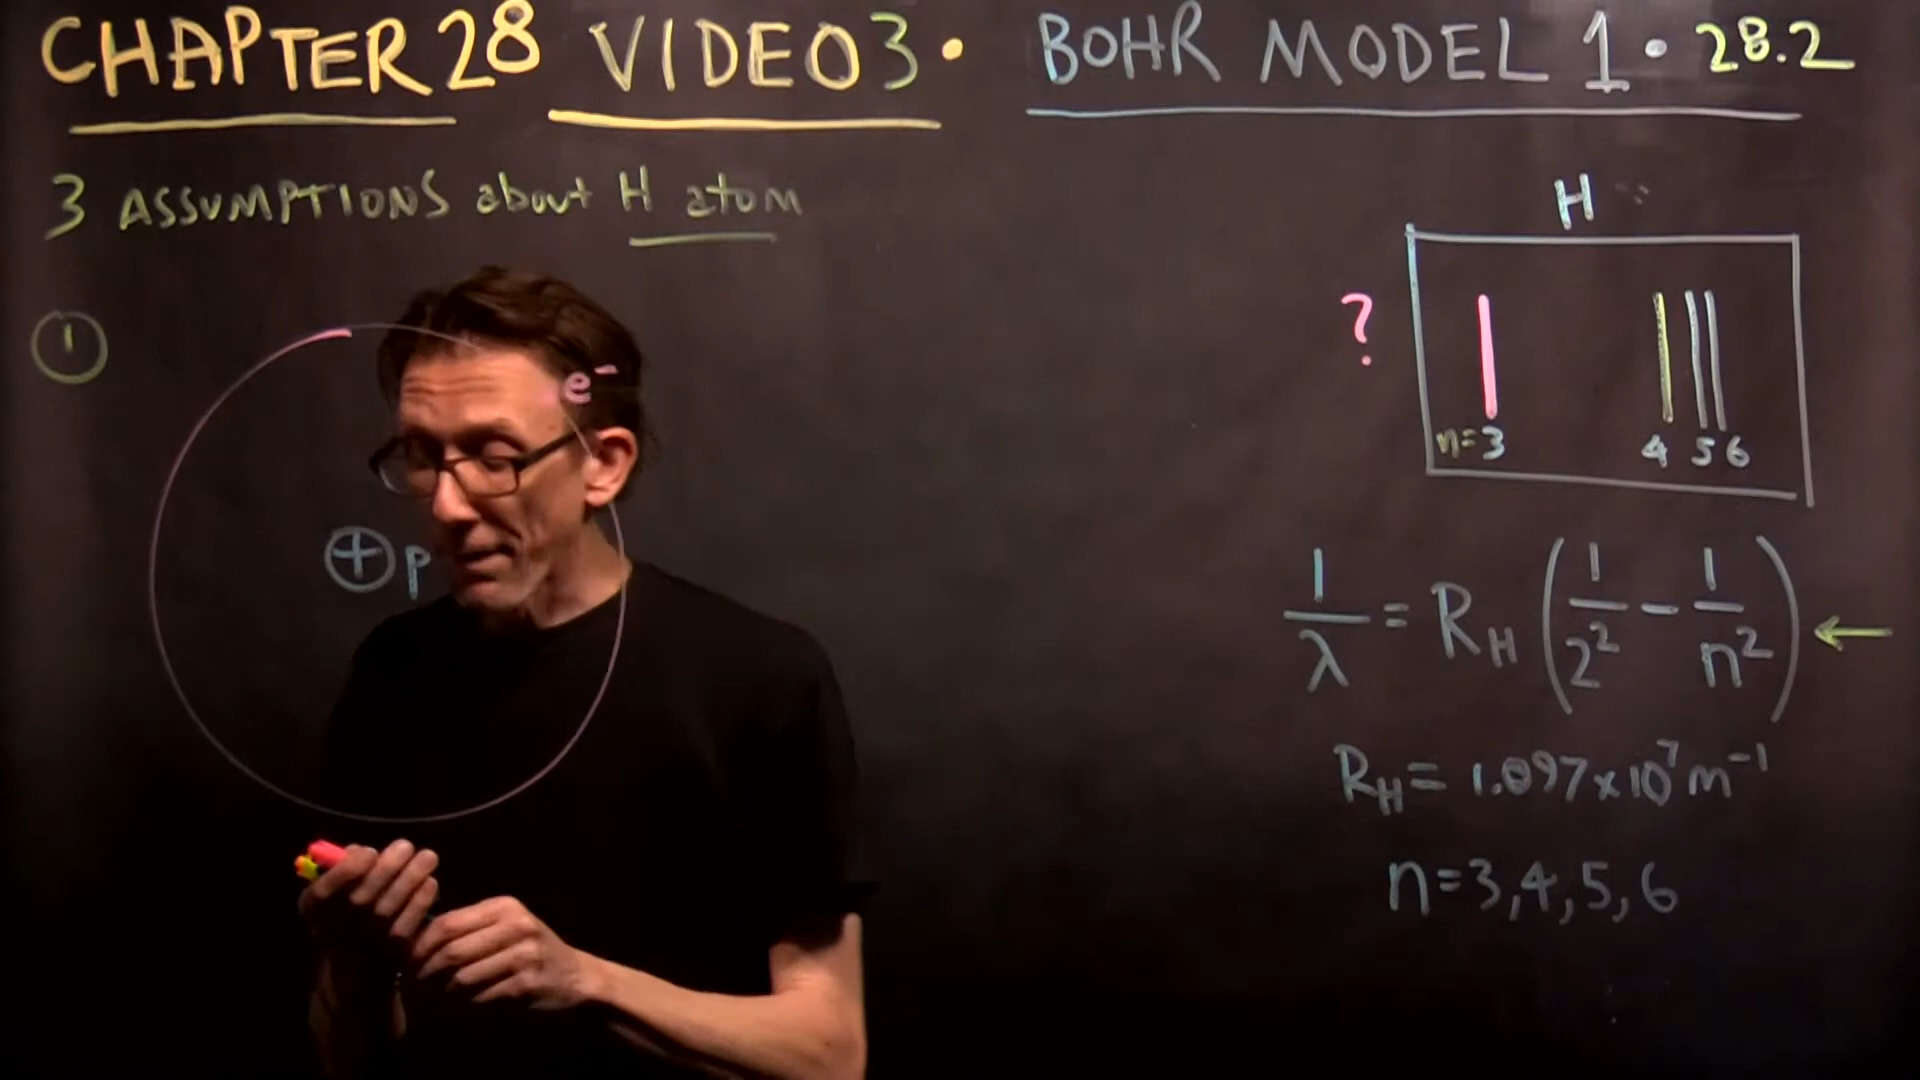 CHAPTER 28 VIDEO 3 • BOHR MODEL 1 • 28.2
3 ASSUMPTIONS about H atom
①
e⁻
⊕ p
H
?
n=3 4 5 6
1/λ = R_H (1/2² - 1/n²) ←
R_H = 1.097×10⁷ m⁻¹
n=3,4,5,6